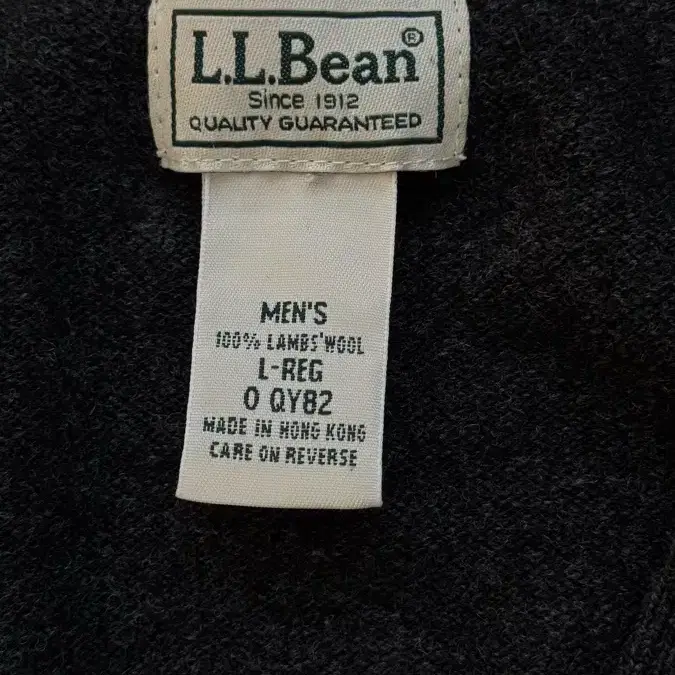 L.L.Bean®
Since 1912
QUALITY GUARANTEED
MEN'S
100% LAMBS' WOOL
L-REG
0 QY82
MADE IN HONG KONG
CARE ON REVERSE